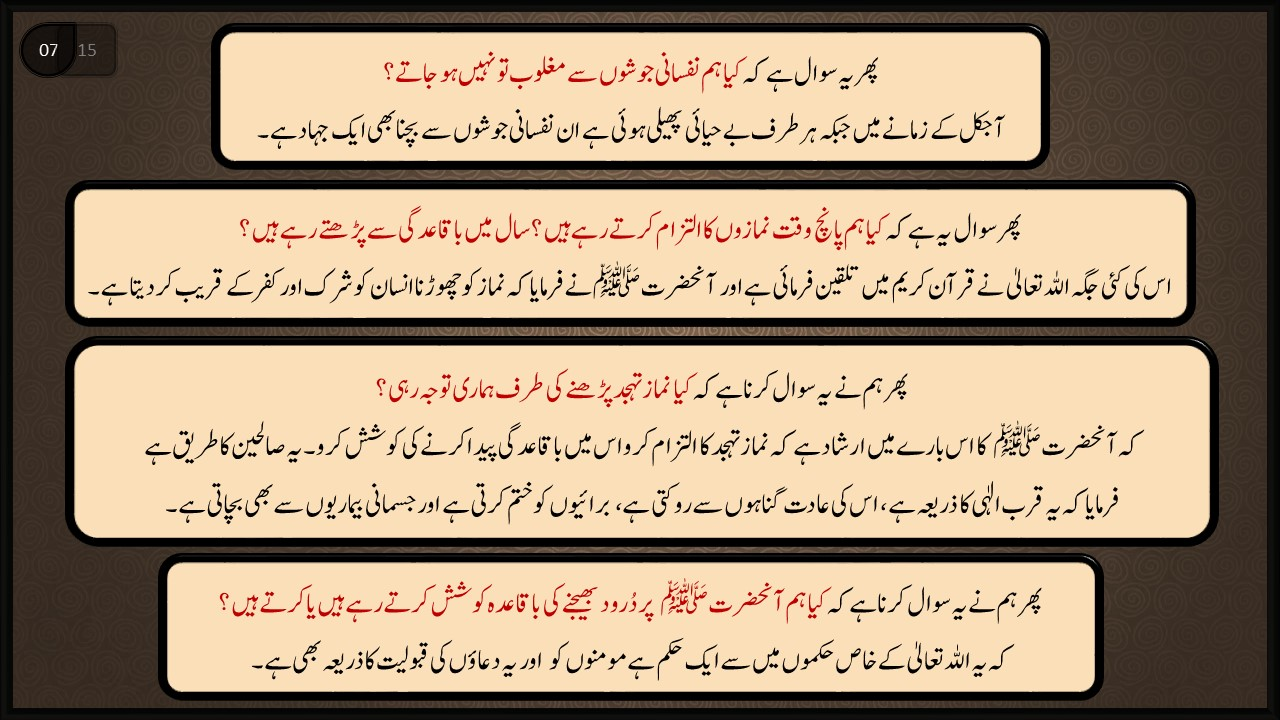 07 15
پھر یہ سوال ہے کہ کیا ہم نفسانی جوشوں سے مغلوب تو نہیں ہو جاتے؟
آجکل کے زمانے میں جبکہ ہر طرف بے حیائی پھیلی ہوئی ہے ان نفسانی جوشوں سے بچنا بھی ایک جہاد ہے۔
پھر سوال یہ ہے کہ کیا ہم پانچ وقت نمازوں کا التزام کرتے رہے ہیں؟ سال میں باقاعدگی سے پڑھتے رہے ہیں؟
اس کی کئی جگہ اللہ تعالیٰ نے قرآن کریم میں تلقین فرمائی ہے اور آنحضرت ﷺ نے فرمایا کہ نماز کو چھوڑنا انسان کو شرک اور کفر کے قریب کر دیتا ہے۔
پھر ہم نے یہ سوال کرنا ہے کہ کیا نماز تہجد پڑھنے کی طرف ہماری توجہ رہی؟
کہ آنحضرت ﷺ کا اس بارے میں ارشاد ہے کہ نماز تہجد کا التزام کرو اس میں باقاعدگی پیدا کرنے کی کوشش کرو۔ یہ صالحین کا طریق ہے
فرمایا کہ یہ قرب الٰہی کا ذریعہ ہے، اس کی عادت گناہوں سے روکتی ہے، برائیوں کو ختم کرتی ہے اور جسمانی بیماریوں سے بھی بچاتی ہے۔
پھر ہم نے یہ سوال کرنا ہے کہ کیا ہم آنحضرت ﷺ پر دُرود بھیجنے کی باقاعدہ کوشش کرتے رہے ہیں یا کرتے ہیں؟
کہ یہ اللہ تعالیٰ کے خاص حکموں میں سے ایک حکم ہے مومنوں کو اور یہ دعاؤں کی قبولیت کا ذریعہ بھی ہے۔